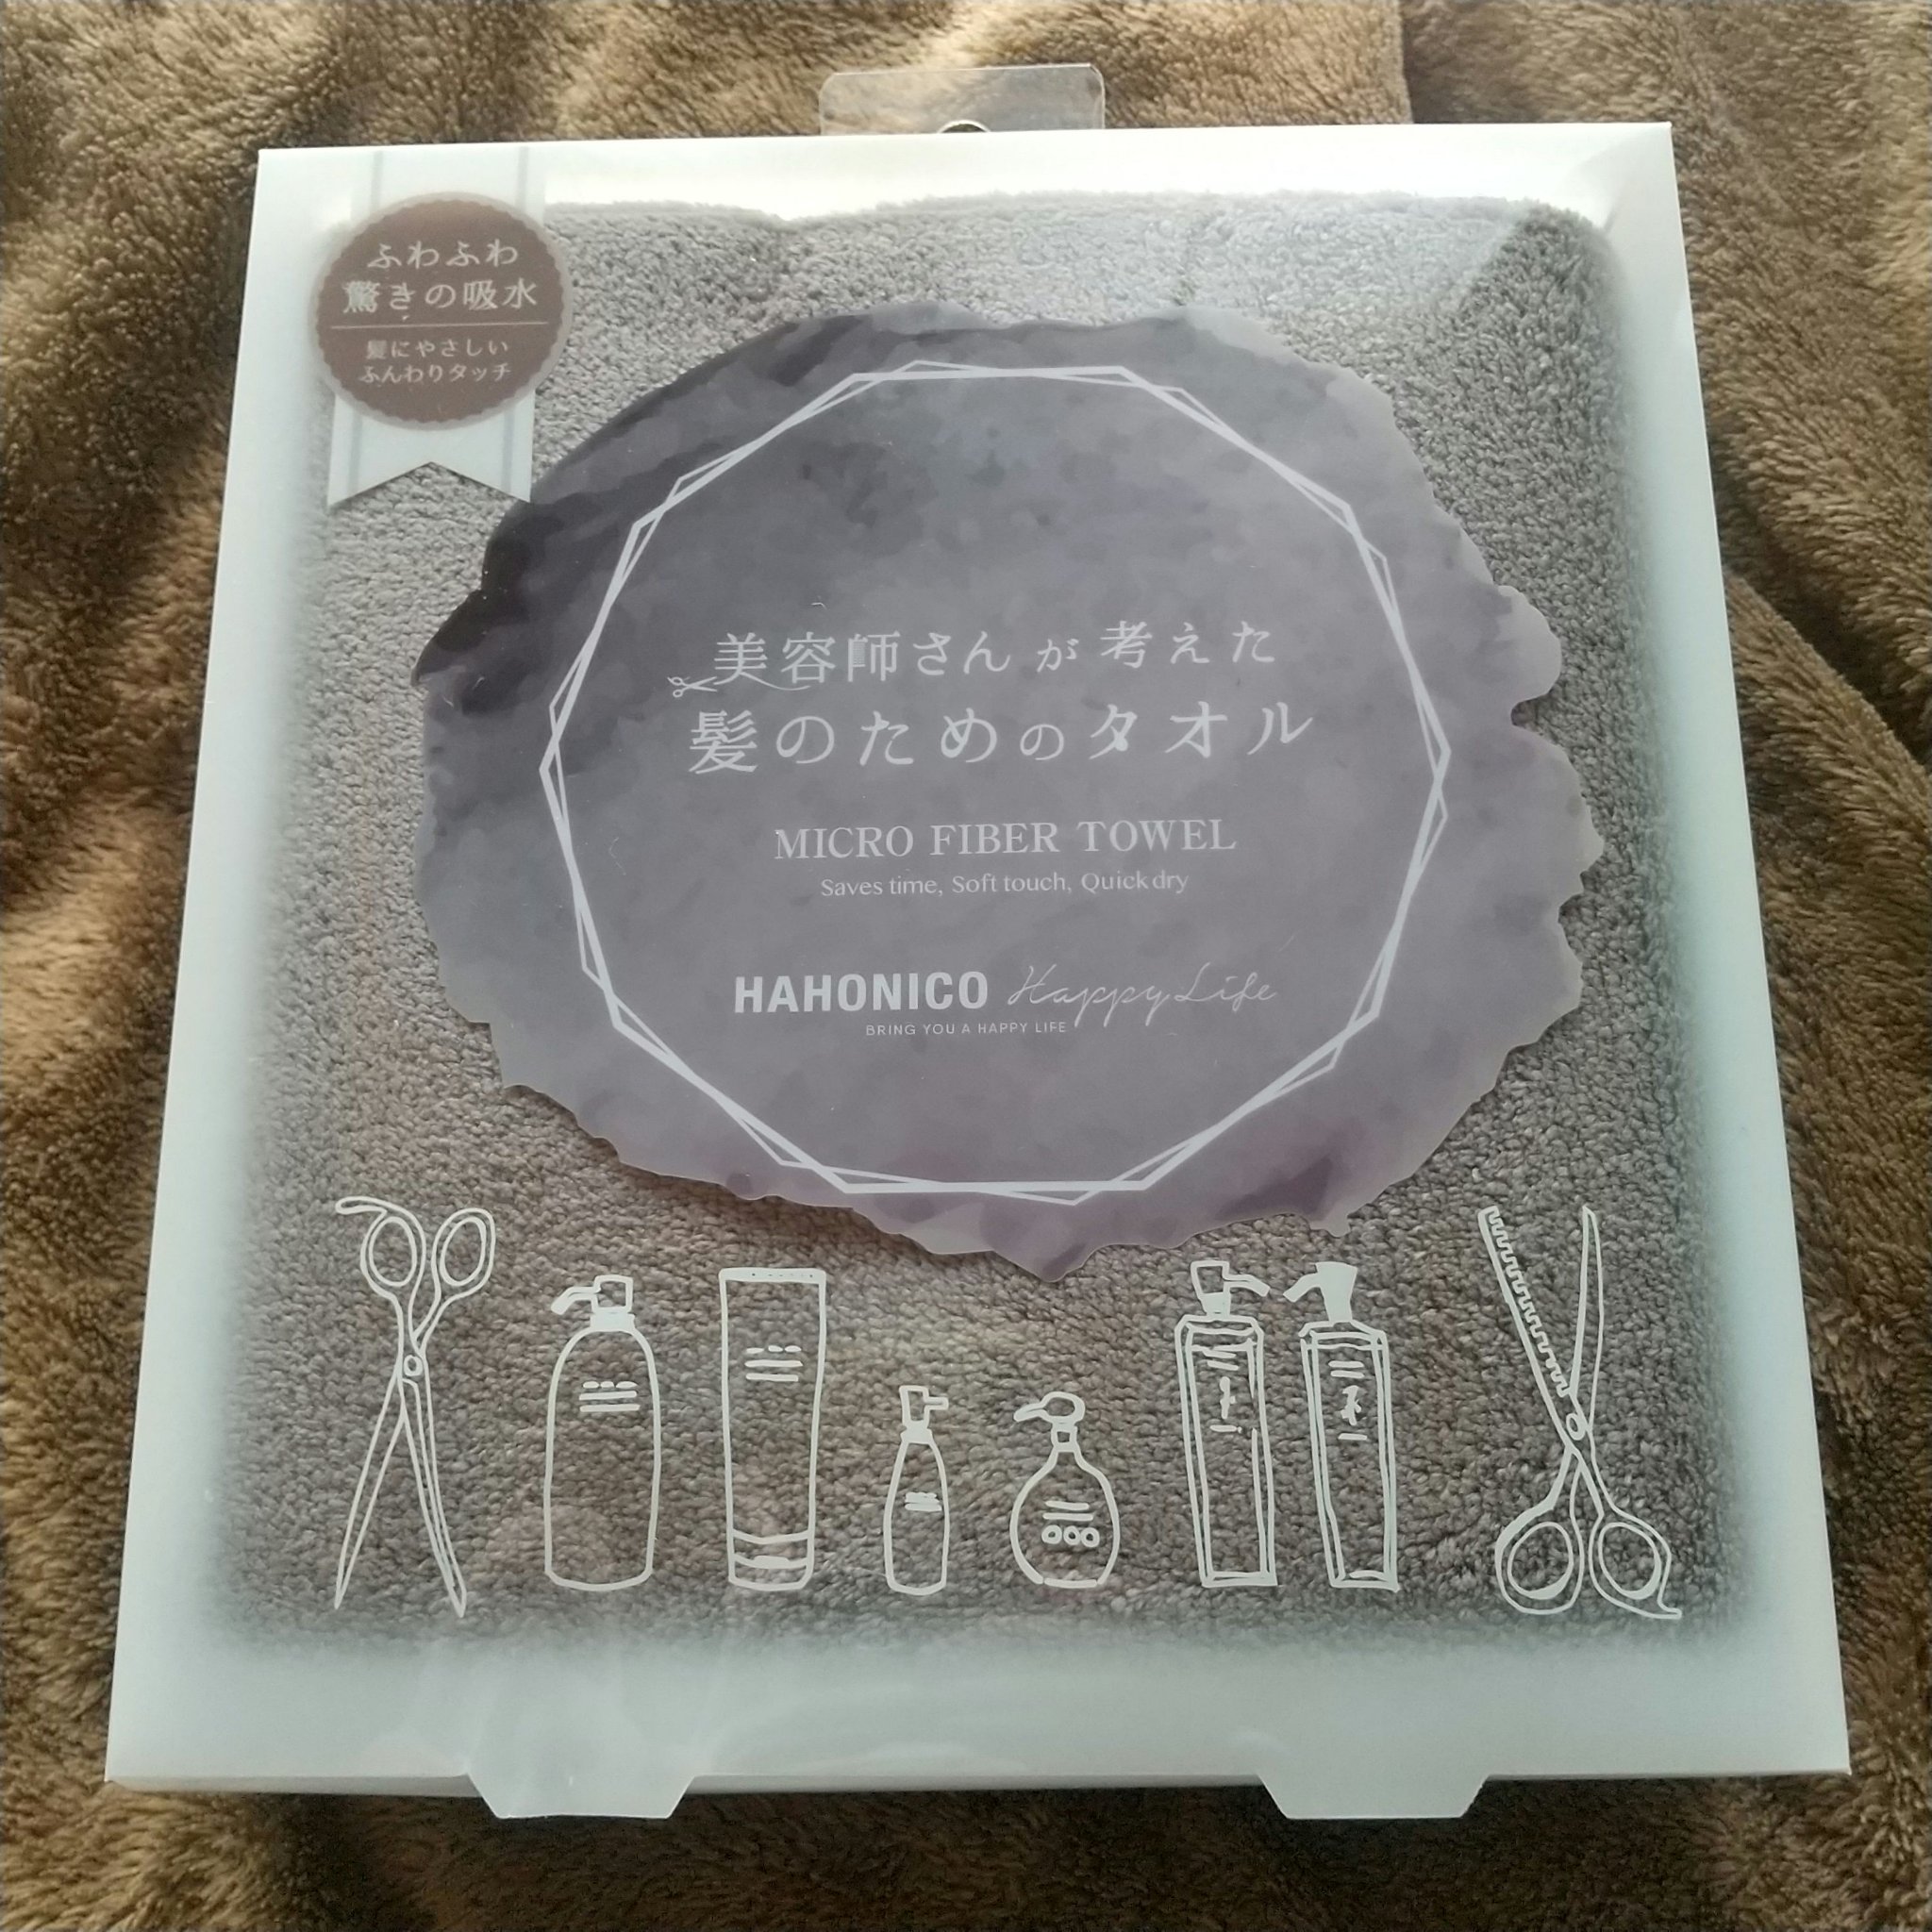 ふわふわ
驚きの吸水
髪にやさしい
ふんわりタッチ
美容師さんが考えた
髪のためのタオル
MICRO FIBER TOWEL
Saves time, Soft touch, Quick dry
HAHONICO Happy Life
BRING YOU A HAPPY LIFE